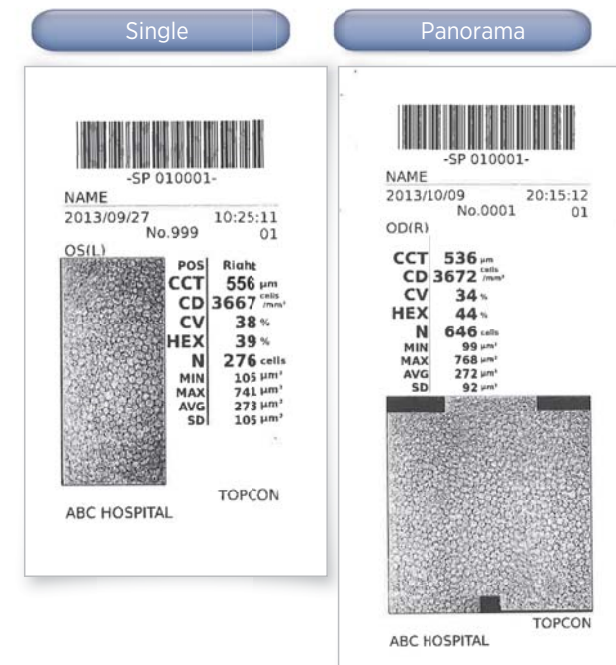 Single
-SP 010001-
NAME
2013/09/27 10:25:11
No.999 01
OS(L)
POS Right
CCT 556 µm
CD 3667 cells/mm²
CV 38 %
HEX 39 %
N 276 cells
MIN 105 µm²
MAX 741 µm²
AVG 273 µm²
SD 105 µm²
TOPCON
ABC HOSPITAL
Panorama
-SP 010001-
NAME
2013/10/09 20:15:12
No.0001 01
OD(R)
CCT 536 µm
CD 3672 cells/mm²
CV 34 %
HEX 44 %
N 646 cells
MIN 99 µm²
MAX 768 µm²
AVG 272 µm²
SD 92 µm²
TOPCON
ABC HOSPITAL